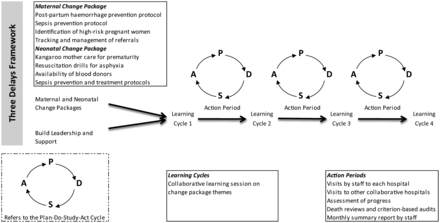 Three Delays Framework
Maternal Change Package
Post-partum haemorrhage prevention protocol
Sepsis prevention protocol
Identification of high-risk pregnant women
Tracking and management of referrals
Neonatal Change Package
Kangaroo mother care for prematurity
Resuscitation drills for asphyxia
Availability of blood donors
Sepsis prevention and treatment protocols
P
A D
S
P
A D
S
P
A D
S
Action Period
Action Period
Action Period
Maternal and Neonatal
Change Packages
Build Leadership and
Support
Learning
Cycle 1
Learning
Cycle 2
Learning
Cycle 3
Learning
Cycle 4
P
A D
S
Refers to the Plan-Do-Study-Act Cycle
Learning Cycles
Collaborative learning session on
change package themes
Action Periods
Visits by staff to each hospital
Visits to other collaborative hospitals
Assessment of progress
Death reviews and criterion-based audits
Monthly summary report by staff